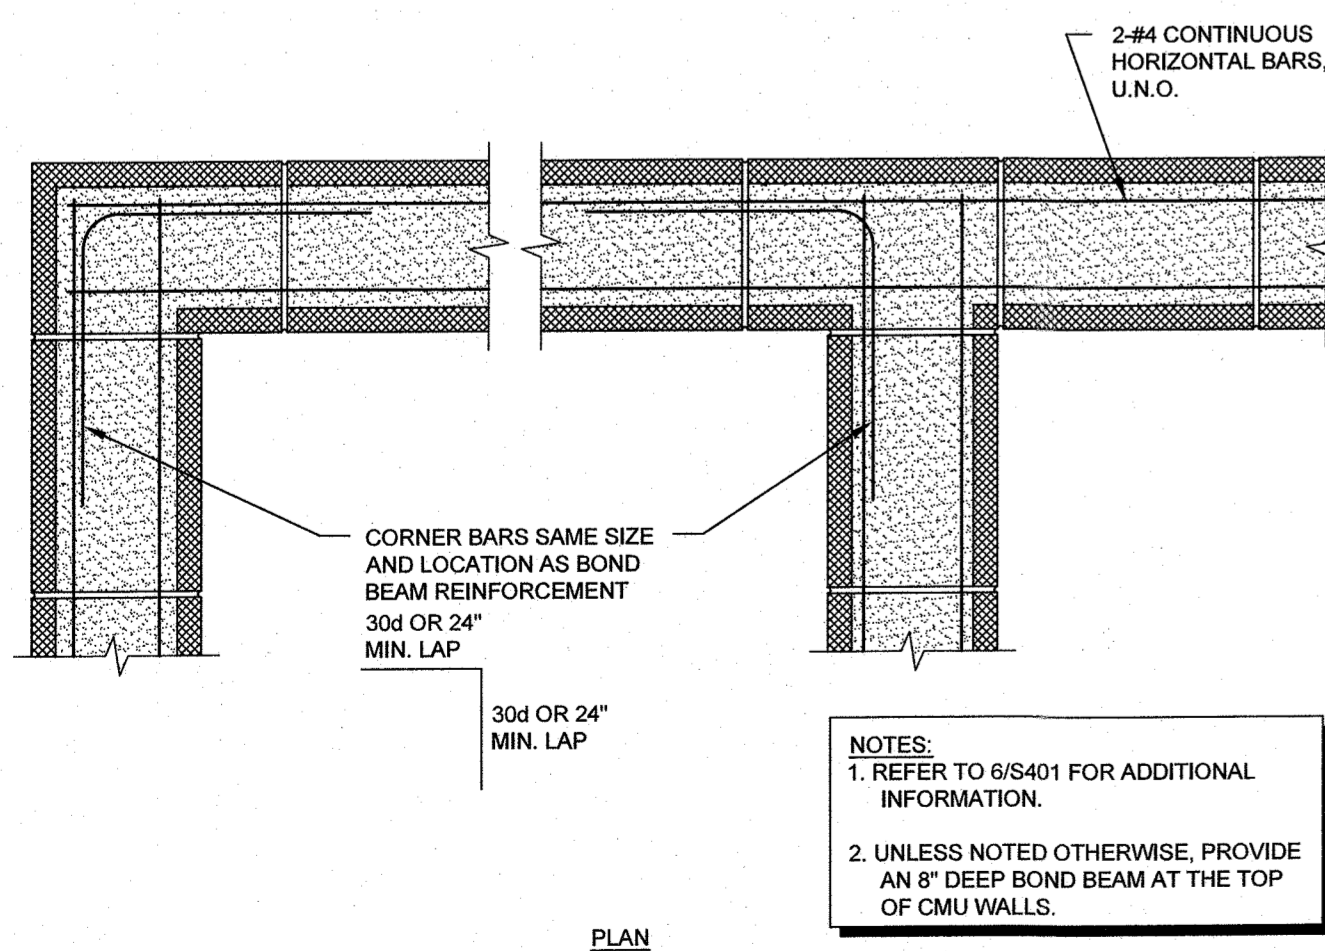 2-#4 CONTINUOUS
HORIZONTAL BARS,
U.N.O.
CORNER BARS SAME SIZE
AND LOCATION AS BOND
BEAM REINFORCEMENT
30d OR 24"
MIN. LAP
30d OR 24"
MIN. LAP
NOTES:
1. REFER TO 6/S401 FOR ADDITIONAL
INFORMATION.
2. UNLESS NOTED OTHERWISE, PROVIDE
AN 8" DEEP BOND BEAM AT THE TOP
OF CMU WALLS.
PLAN